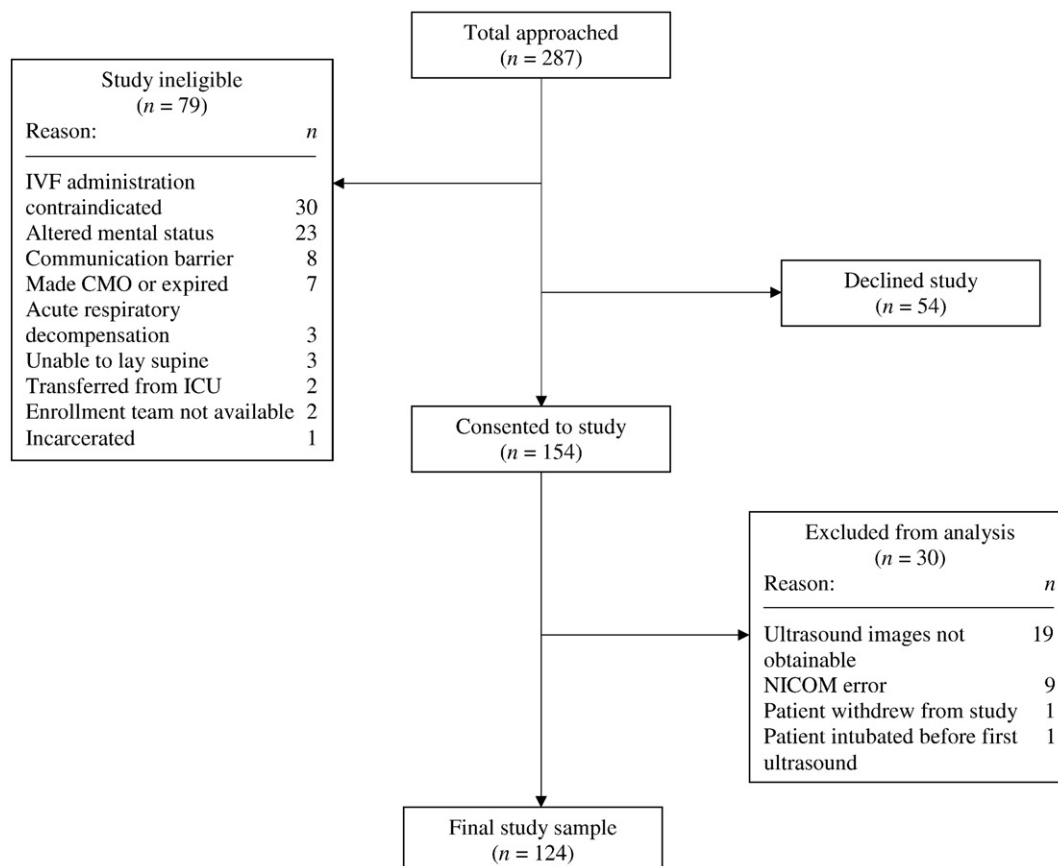 Total approached
(n = 287)
Study ineligible
(n = 79)
Reason: n
IVF administration
contraindicated 30
Altered mental status 23
Communication barrier 8
Made CMO or expired 7
Acute respiratory
decompensation 3
Unable to lay supine 3
Transferred from ICU 2
Enrollment team not available 2
Incarcerated 1
Declined study
(n = 54)
Consented to study
(n = 154)
Excluded from analysis
(n = 30)
Reason: n
Ultrasound images not 19
obtainable
NICOM error 9
Patient withdrew from study 1
Patient intubated before first 1
ultrasound
Final study sample
(n = 124)